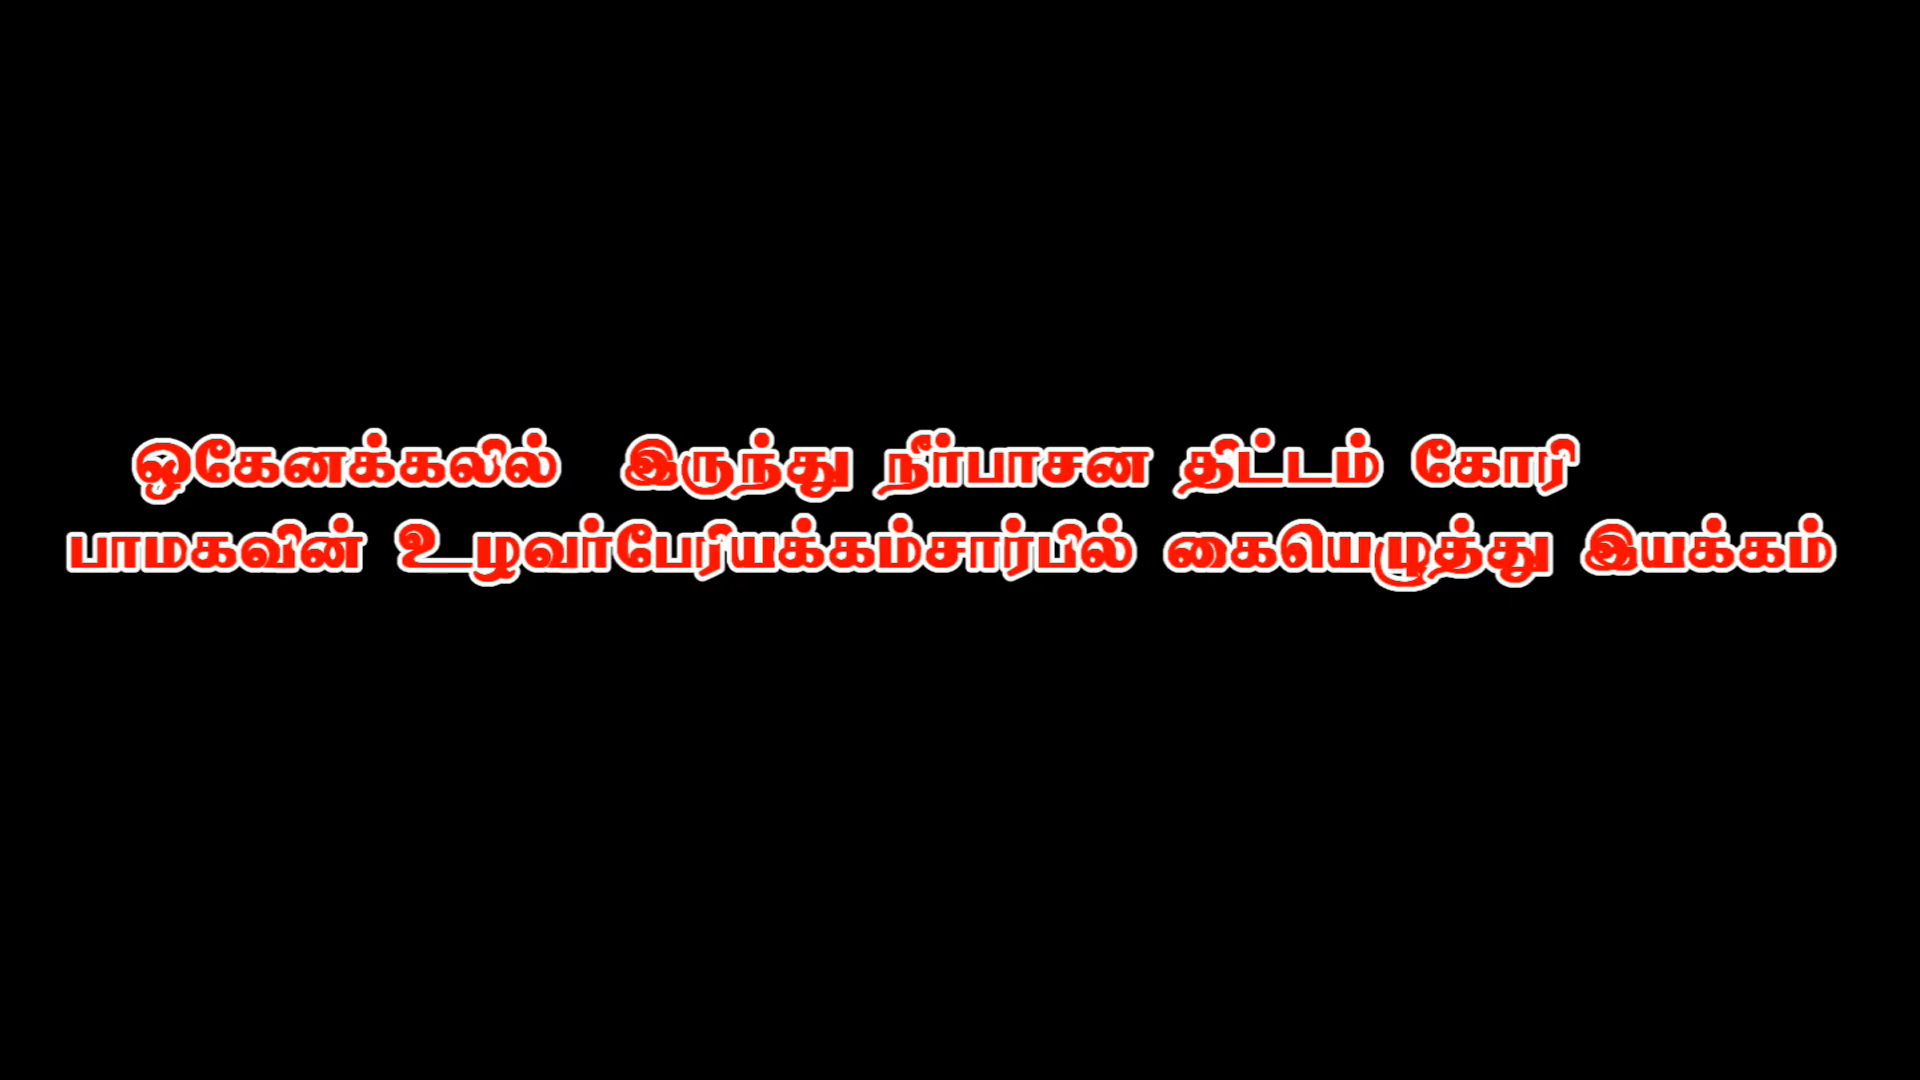 ஒகேனக்கலில் இருந்து நீர்பாசன திட்டம் கோரி
பாமகவின் உழவர்பேரியக்கம்சார்பில் கையெழுத்து இயக்கம்